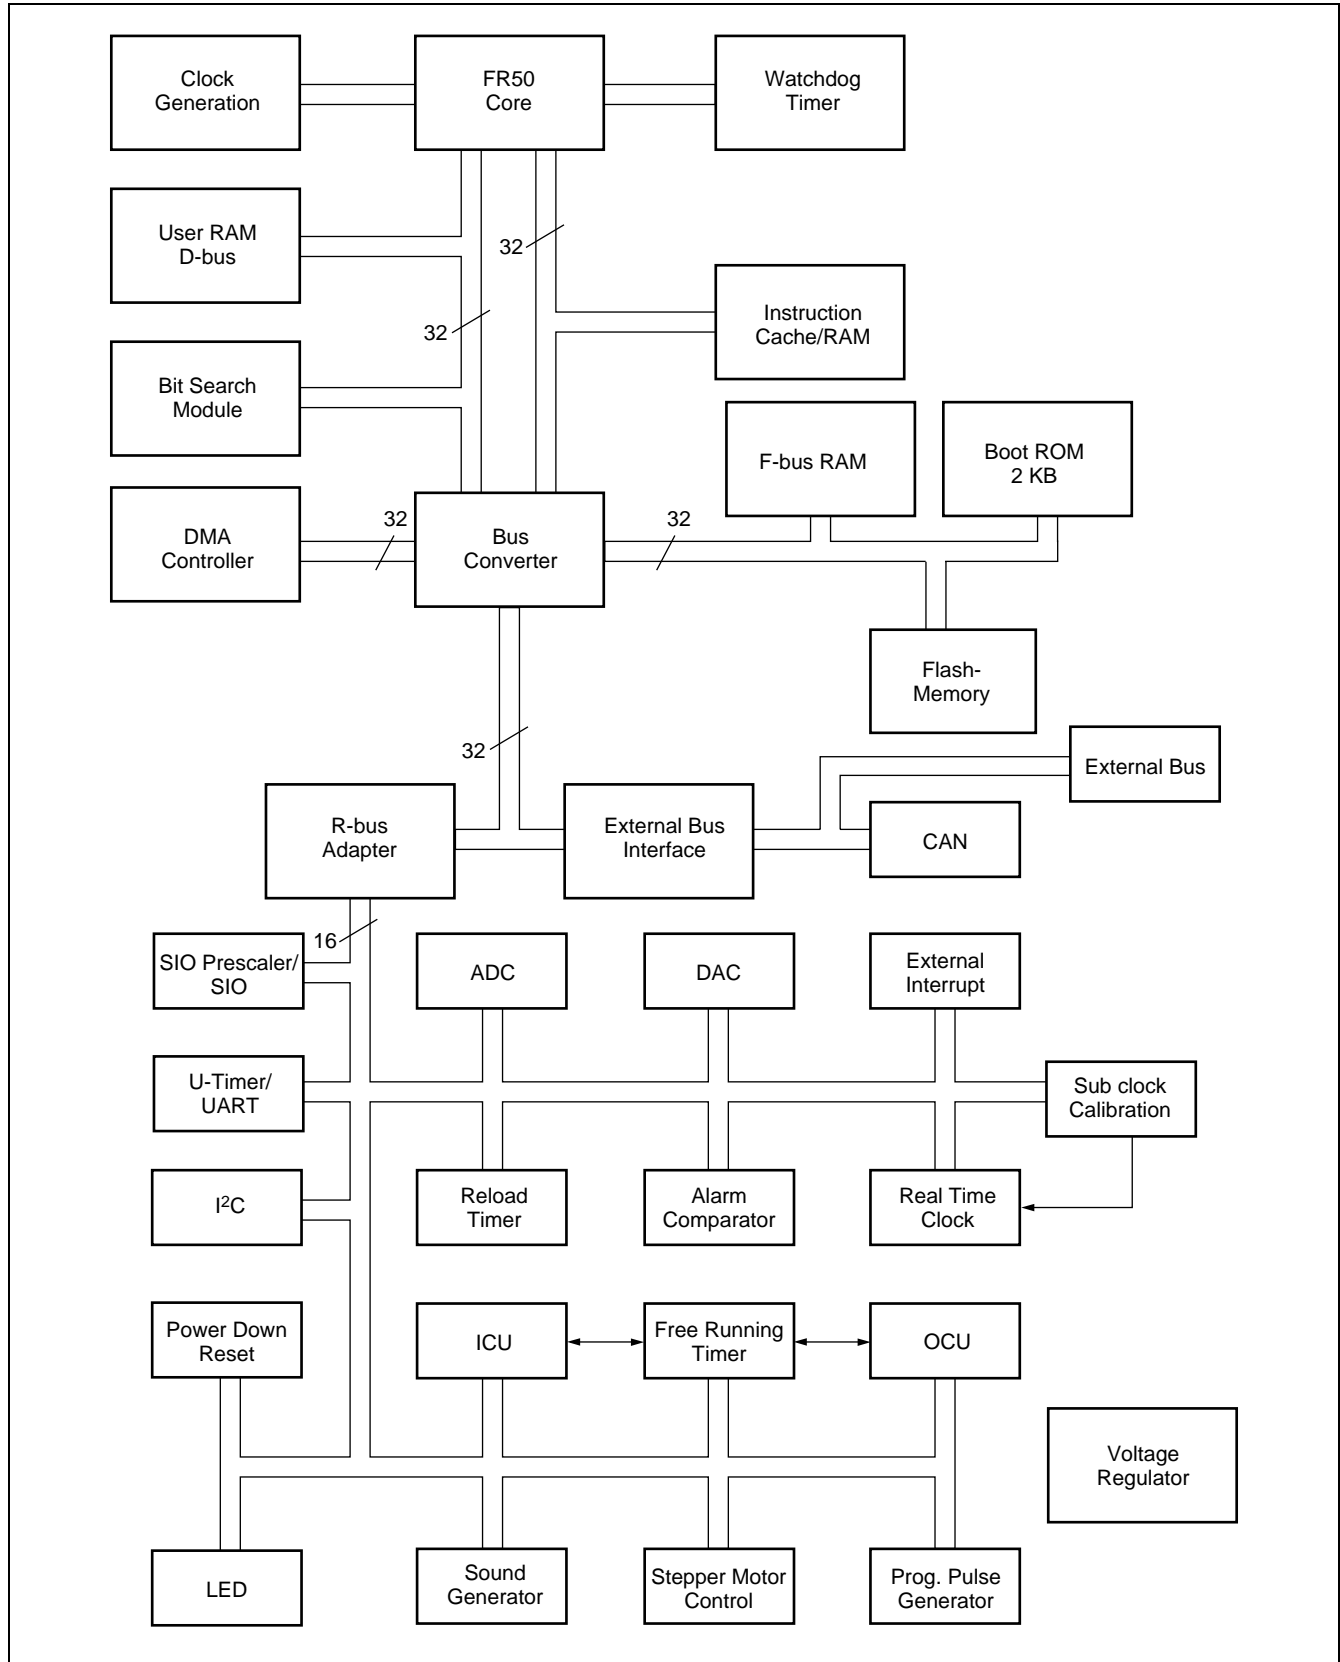 Clock
Generation
FR50
Core
Watchdog
Timer
User RAM
D-bus
32
Instruction
Cache/RAM
32
Bit Search
Module
F-bus RAM
Boot ROM
2 KB
DMA
Controller
32
Bus
Converter
32
Flash-
Memory
32
External Bus
R-bus
Adapter
External Bus
Interface
CAN
16
SIO Prescaler/
SIO
ADC
DAC
External
Interrupt
U-Timer/
UART
Sub clock
Calibration
I²C
Reload
Timer
Alarm
Comparator
Real Time
Clock
Power Down
Reset
ICU
Free Running
Timer
OCU
Voltage
Regulator
LED
Sound
Generator
Stepper Motor
Control
Prog. Pulse
Generator